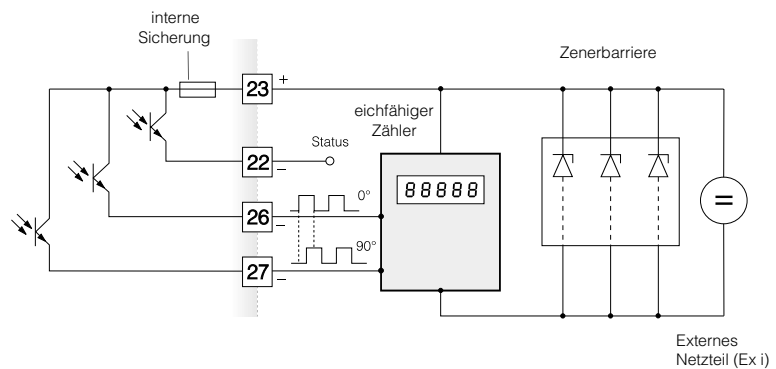 interne
Sicherung
Zenerbarriere
23 +
eichfähiger
Zähler
Status
22 –
88888
0°
26 –
90°
27 –
=
Externes
Netzteil (Ex i)